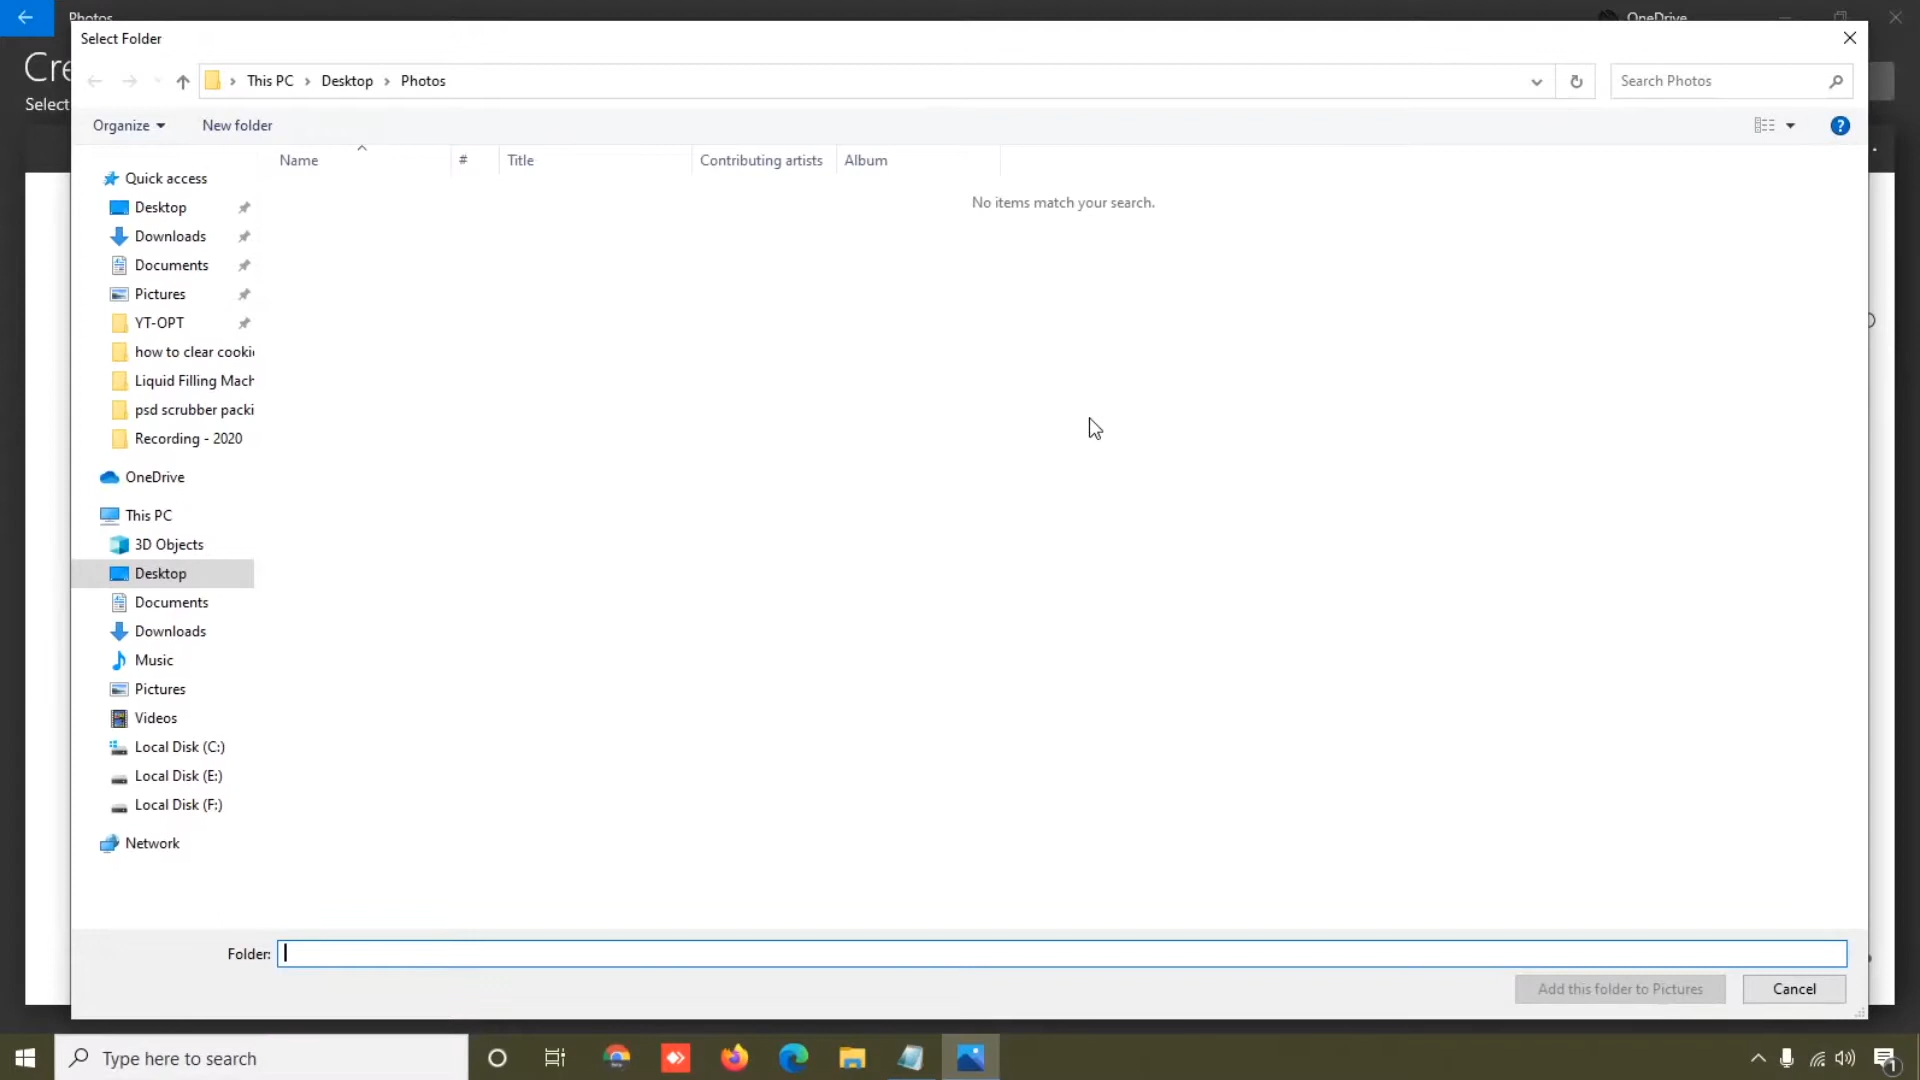 Photos
OneDrive
Cre
Select
Select Folder
This PC > Desktop > Photos
Search Photos
Organize
New folder
Name
#
Title
Contributing artists
Album
No items match your search.
Quick access
Desktop
Downloads
Documents
Pictures
YT-OPT
how to clear cooki
Liquid Filling Mach
psd scrubber packi
Recording - 2020
OneDrive
This PC
3D Objects
Desktop
Documents
Downloads
Music
Pictures
Videos
Local Disk (C:)
Local Disk (E:)
Local Disk (F:)
Network
Folder:
Add this folder to Pictures
Cancel
Type here to search
1